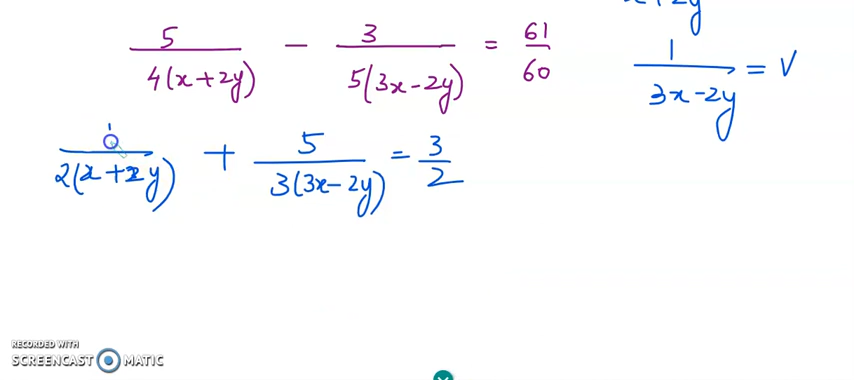 x+2y
5/4(x+2y) - 3/5(3x-2y) = 61/60
1/(3x-2y) = V
1/2(x+2y) + 5/3(3x-2y) = 3/2
RECORDED WITH
SCREENCAST MATIC